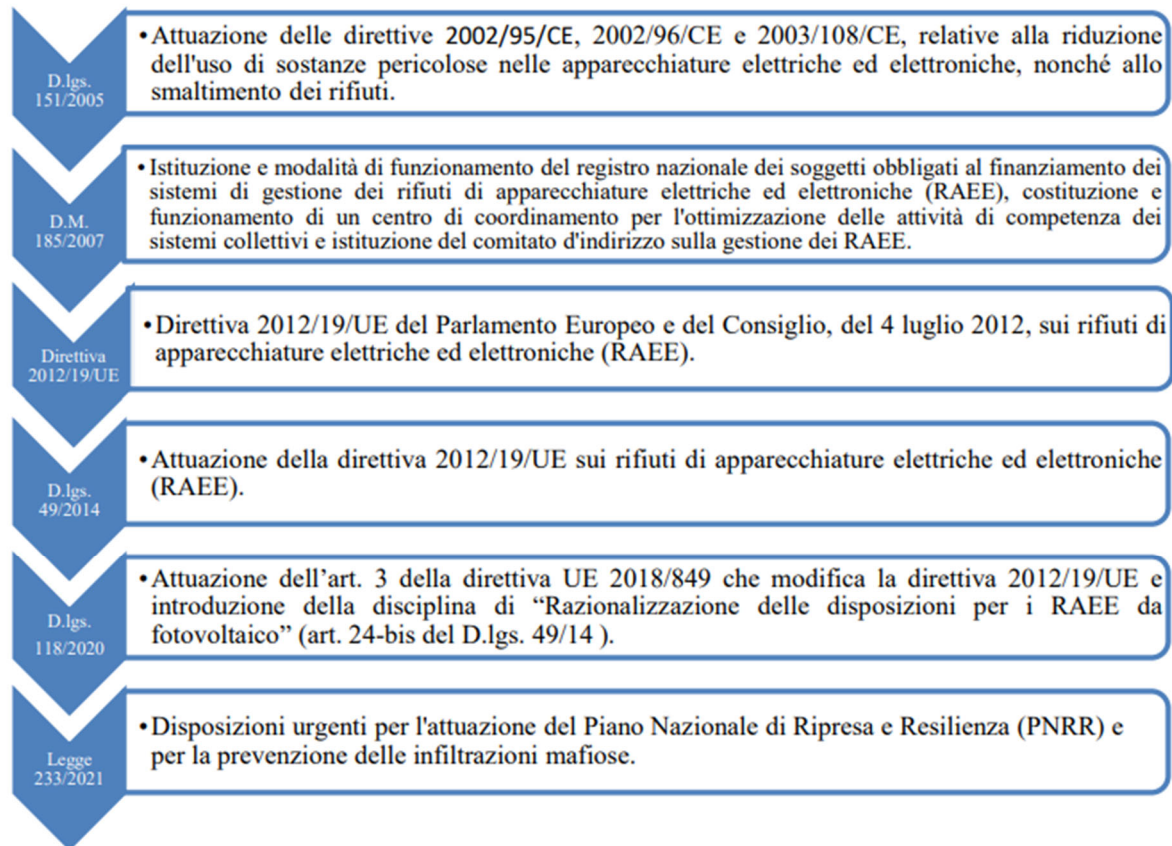 D.lgs.
151/2005
•Attuazione delle direttive 2002/95/CE, 2002/96/CE e 2003/108/CE, relative alla riduzione
dell'uso di sostanze pericolose nelle apparecchiature elettriche ed elettroniche, nonché allo
smaltimento dei rifiuti.
D.M.
185/2007
•Istituzione e modalità di funzionamento del registro nazionale dei soggetti obbligati al finanziamento dei
sistemi di gestione dei rifiuti di apparecchiature elettriche ed elettroniche (RAEE), costituzione e
funzionamento di un centro di coordinamento per l'ottimizzazione delle attività di competenza dei
sistemi collettivi e istituzione del comitato d'indirizzo sulla gestione dei RAEE.
Direttiva
2012/19/UE
•Direttiva 2012/19/UE del Parlamento Europeo e del Consiglio, del 4 luglio 2012, sui rifiuti di
apparecchiature elettriche ed elettroniche (RAEE).
D.lgs.
49/2014
•Attuazione della direttiva 2012/19/UE sui rifiuti di apparecchiature elettriche ed elettroniche
(RAEE).
D.lgs.
118/2020
•Attuazione dell’art. 3 della direttiva UE 2018/849 che modifica la direttiva 2012/19/UE e
introduzione della disciplina di “Razionalizzazione delle disposizioni per i RAEE da
fotovoltaico” (art. 24-bis del D.lgs. 49/14 ).
Legge
233/2021
•Disposizioni urgenti per l'attuazione del Piano Nazionale di Ripresa e Resilienza (PNRR) e
per la prevenzione delle infiltrazioni mafiose.